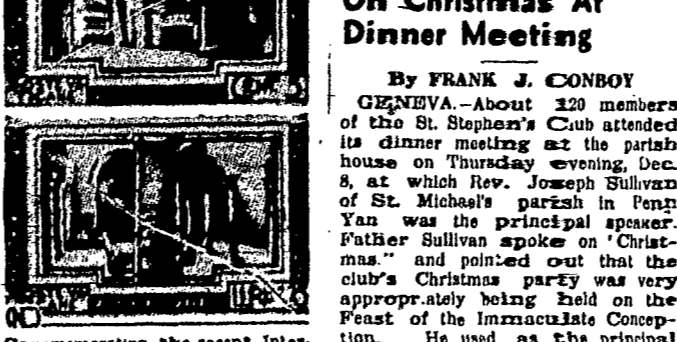 On Christmas At
Dinner Meeting
By FRANK J. CONBOY
GENEVA.—About 120 members
of the St. Stephen's Club attended
its dinner meeting at the parish
house on Thursday evening, Dec.
8, at which Rev. Joseph Sullivan
of St. Michael's parish in Penn
Yan was the principal speaker.
Father Sullivan spoke on 'Christ-
mas." and pointed out that the
club's Christmas party was very
appropr.ately being held on the
Feast of the Immaculate Concep-
tion. He used as the principal
Commemorating the recent Inter-